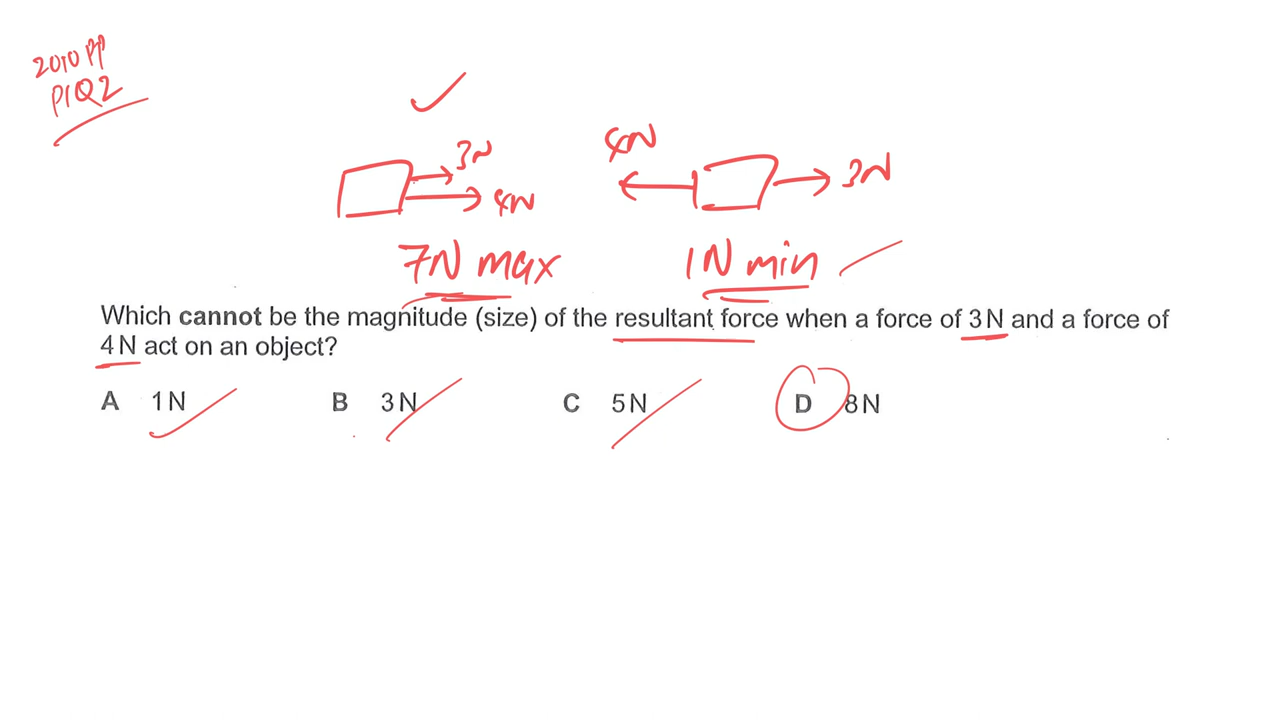 2010 PP
P1Q2
3N
4N
4N
3N
7N max
1N min
Which cannot be the magnitude (size) of the resultant force when a force of 3 N and a force of
4 N act on an object?
A 1 N B 3 N C 5 N D 8 N